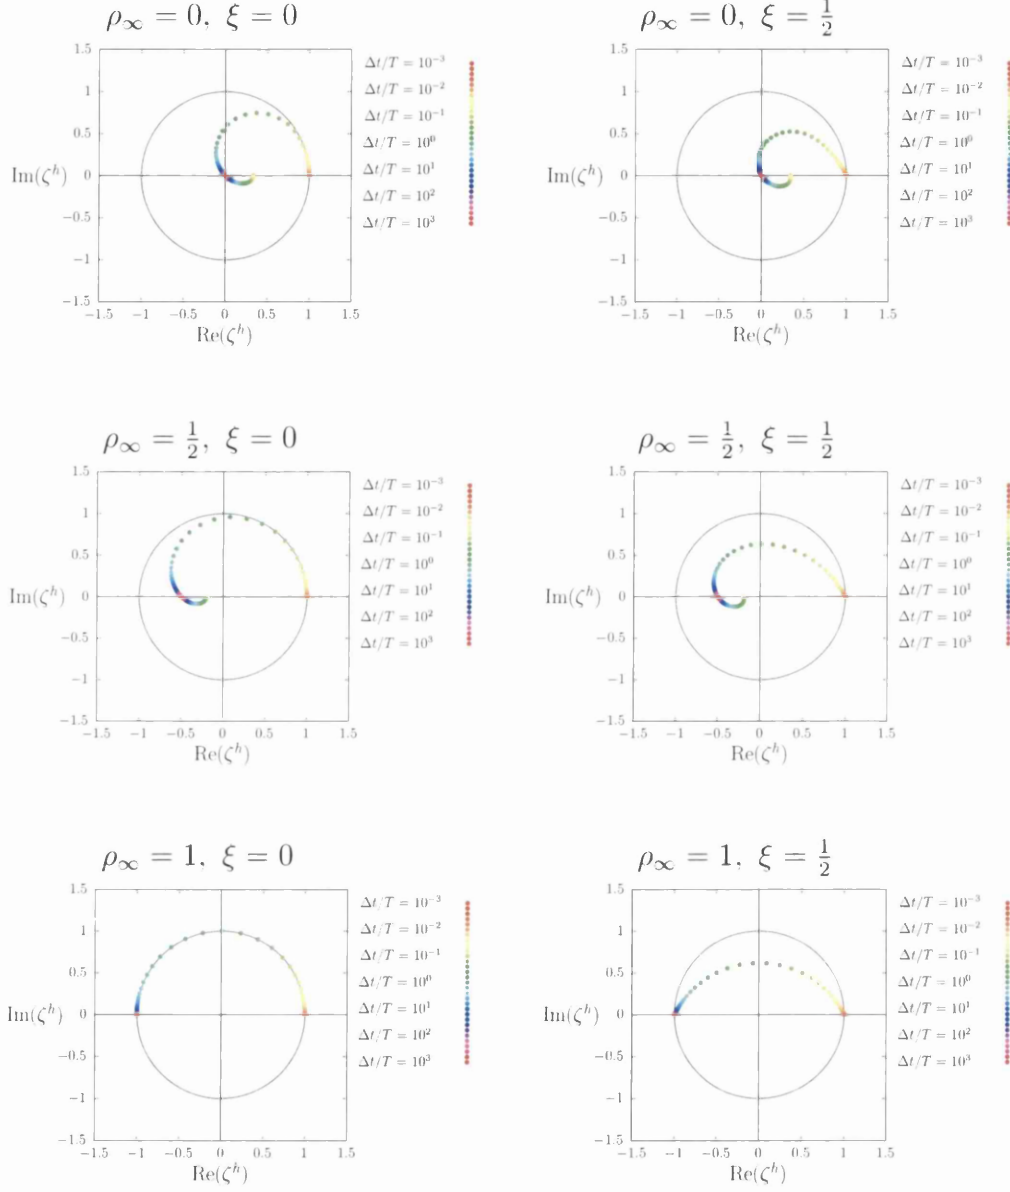 ρ∞ = 0, ξ = 0
1.5
1
0.5
0
−0.5
−1
−1.5
Im(ζʰ)
−1.5 −1 −0.5 0 0.5 1 1.5
Re(ζʰ)
Δt/T = 10⁻³
Δt/T = 10⁻²
Δt/T = 10⁻¹
Δt/T = 10⁰
Δt/T = 10¹
Δt/T = 10²
Δt/T = 10³
ρ∞ = 0, ξ = 1/2
1.5
1
0.5
0
−0.5
−1
−1.5
Im(ζʰ)
−1.5 −1 −0.5 0 0.5 1 1.5
Re(ζʰ)
Δt/T = 10⁻³
Δt/T = 10⁻²
Δt/T = 10⁻¹
Δt/T = 10⁰
Δt/T = 10¹
Δt/T = 10²
Δt/T = 10³
ρ∞ = 1/2, ξ = 0
1.5
1
0.5
0
−0.5
−1
−1.5
Im(ζʰ)
−1.5 −1 −0.5 0 0.5 1 1.5
Re(ζʰ)
Δt/T = 10⁻³
Δt/T = 10⁻²
Δt/T = 10⁻¹
Δt/T = 10⁰
Δt/T = 10¹
Δt/T = 10²
Δt/T = 10³
ρ∞ = 1/2, ξ = 1/2
1.5
1
0.5
0
−0.5
−1
−1.5
Im(ζʰ)
−1.5 −1 −0.5 0 0.5 1 1.5
Re(ζʰ)
Δt/T = 10⁻³
Δt/T = 10⁻²
Δt/T = 10⁻¹
Δt/T = 10⁰
Δt/T = 10¹
Δt/T = 10²
Δt/T = 10³
ρ∞ = 1, ξ = 0
1.5
1
0.5
0
−0.5
−1
−1.5
Im(ζʰ)
−1.5 −1 −0.5 0 0.5 1 1.5
Re(ζʰ)
Δt/T = 10⁻³
Δt/T = 10⁻²
Δt/T = 10⁻¹
Δt/T = 10⁰
Δt/T = 10¹
Δt/T = 10²
Δt/T = 10³
ρ∞ = 1, ξ = 1/2
1.5
1
0.5
0
−0.5
−1
−1.5
Im(ζʰ)
−1.5 −1 −0.5 0 0.5 1 1.5
Re(ζʰ)
Δt/T = 10⁻³
Δt/T = 10⁻²
Δt/T = 10⁻¹
Δt/T = 10⁰
Δt/T = 10¹
Δt/T = 10²
Δt/T = 10³